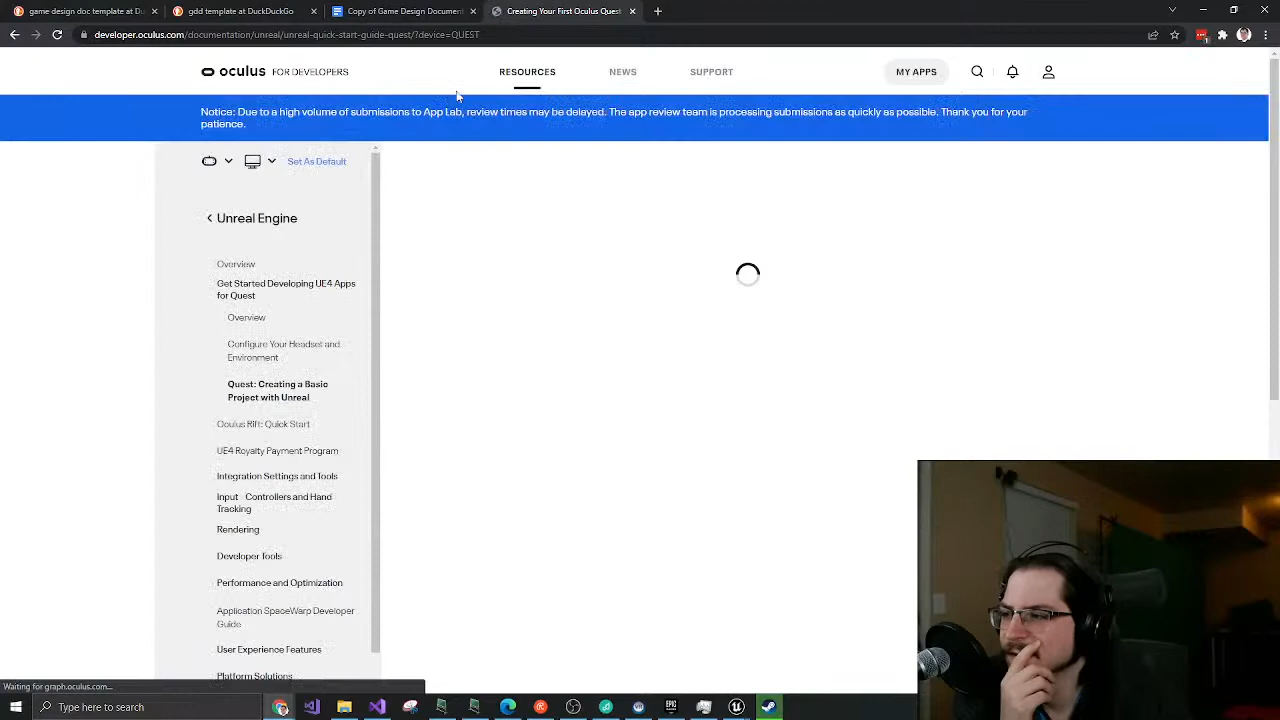 game design doc template at Du
gdd template at DuckDuckGo
Copy of Game Design Document
Creating Your First Oculus Quest
developer.oculus.com/documentation/unreal/unreal-quick-start-guide-quest/?device=QUEST
oculus FOR DEVELOPERS
RESOURCES
NEWS
SUPPORT
MY APPS
Notice: Due to a high volume of submissions to App Lab, review times may be delayed. The app review team is processing submissions as quickly as possible. Thank you for your
patience.
Set As Default
Unreal Engine
Overview
Get Started Developing UE4 Apps
for Quest
Overview
Configure Your Headset and
Environment
Quest: Creating a Basic
Project with Unreal
Oculus Rift: Quick Start
UE4 Royalty Payment Program
Integration Settings and Tools
Input - Controllers and Hand
Tracking
Rendering
Developer Tools
Performance and Optimization
Application SpaceWarp Developer
Guide
User Experience Features
Platform Solutions
Waiting for graph.oculus.com...
Type here to search